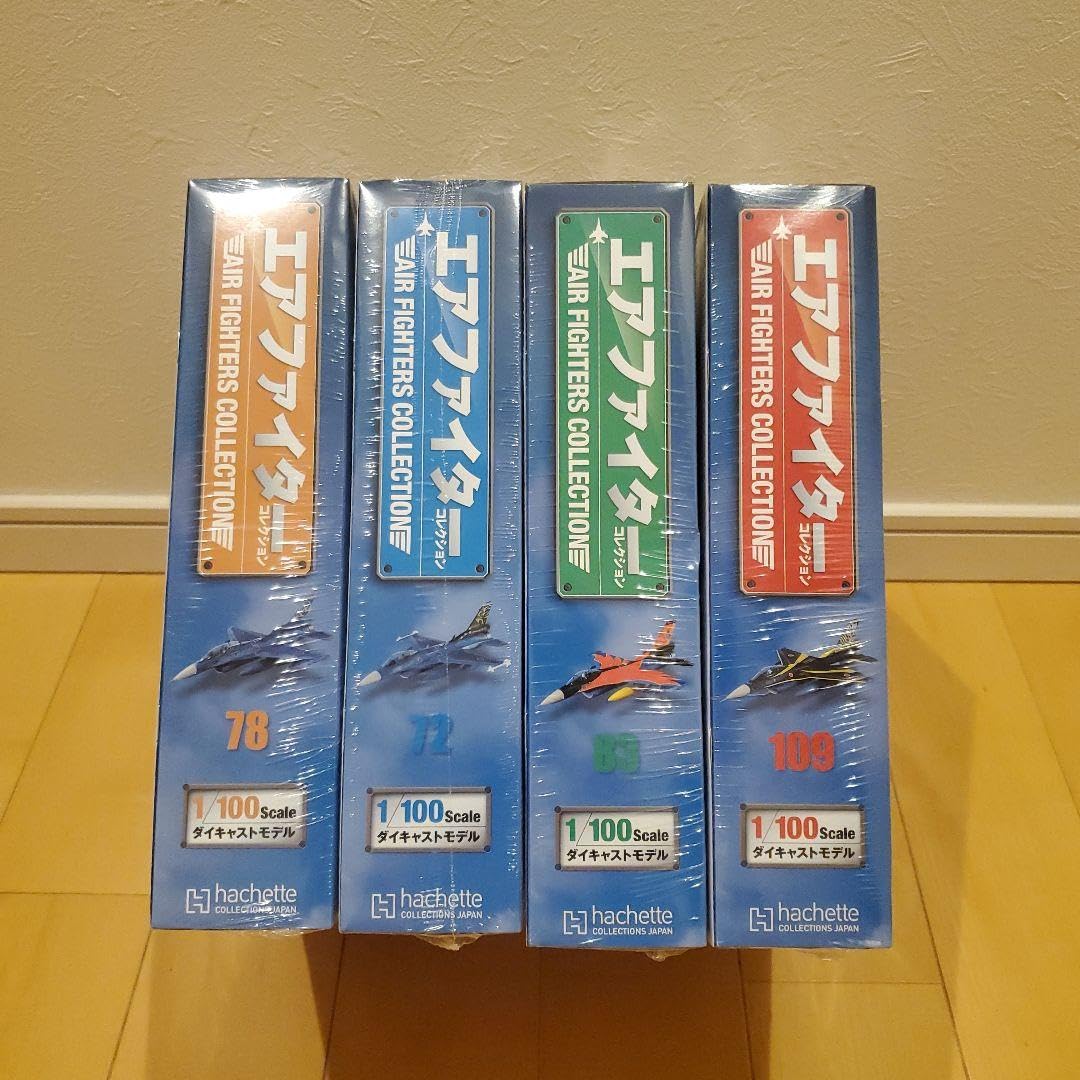 エアファイター
コレクション
AIR FIGHTERS COLLECTION
78
1/100 Scale
ダイキャストモデル
hachette
COLLECTIONS JAPAN
エアファイター
コレクション
AIR FIGHTERS COLLECTION
72
1/100 Scale
ダイキャストモデル
hachette
COLLECTIONS JAPAN
エアファイター
コレクション
AIR FIGHTERS COLLECTION
1/100 Scale
ダイキャストモデル
hachette
COLLECTIONS JAPAN
エアファイター
コレクション
AIR FIGHTERS COLLECTION
109
1/100 Scale
ダイキャストモデル
hachette
COLLECTIONS JAPAN